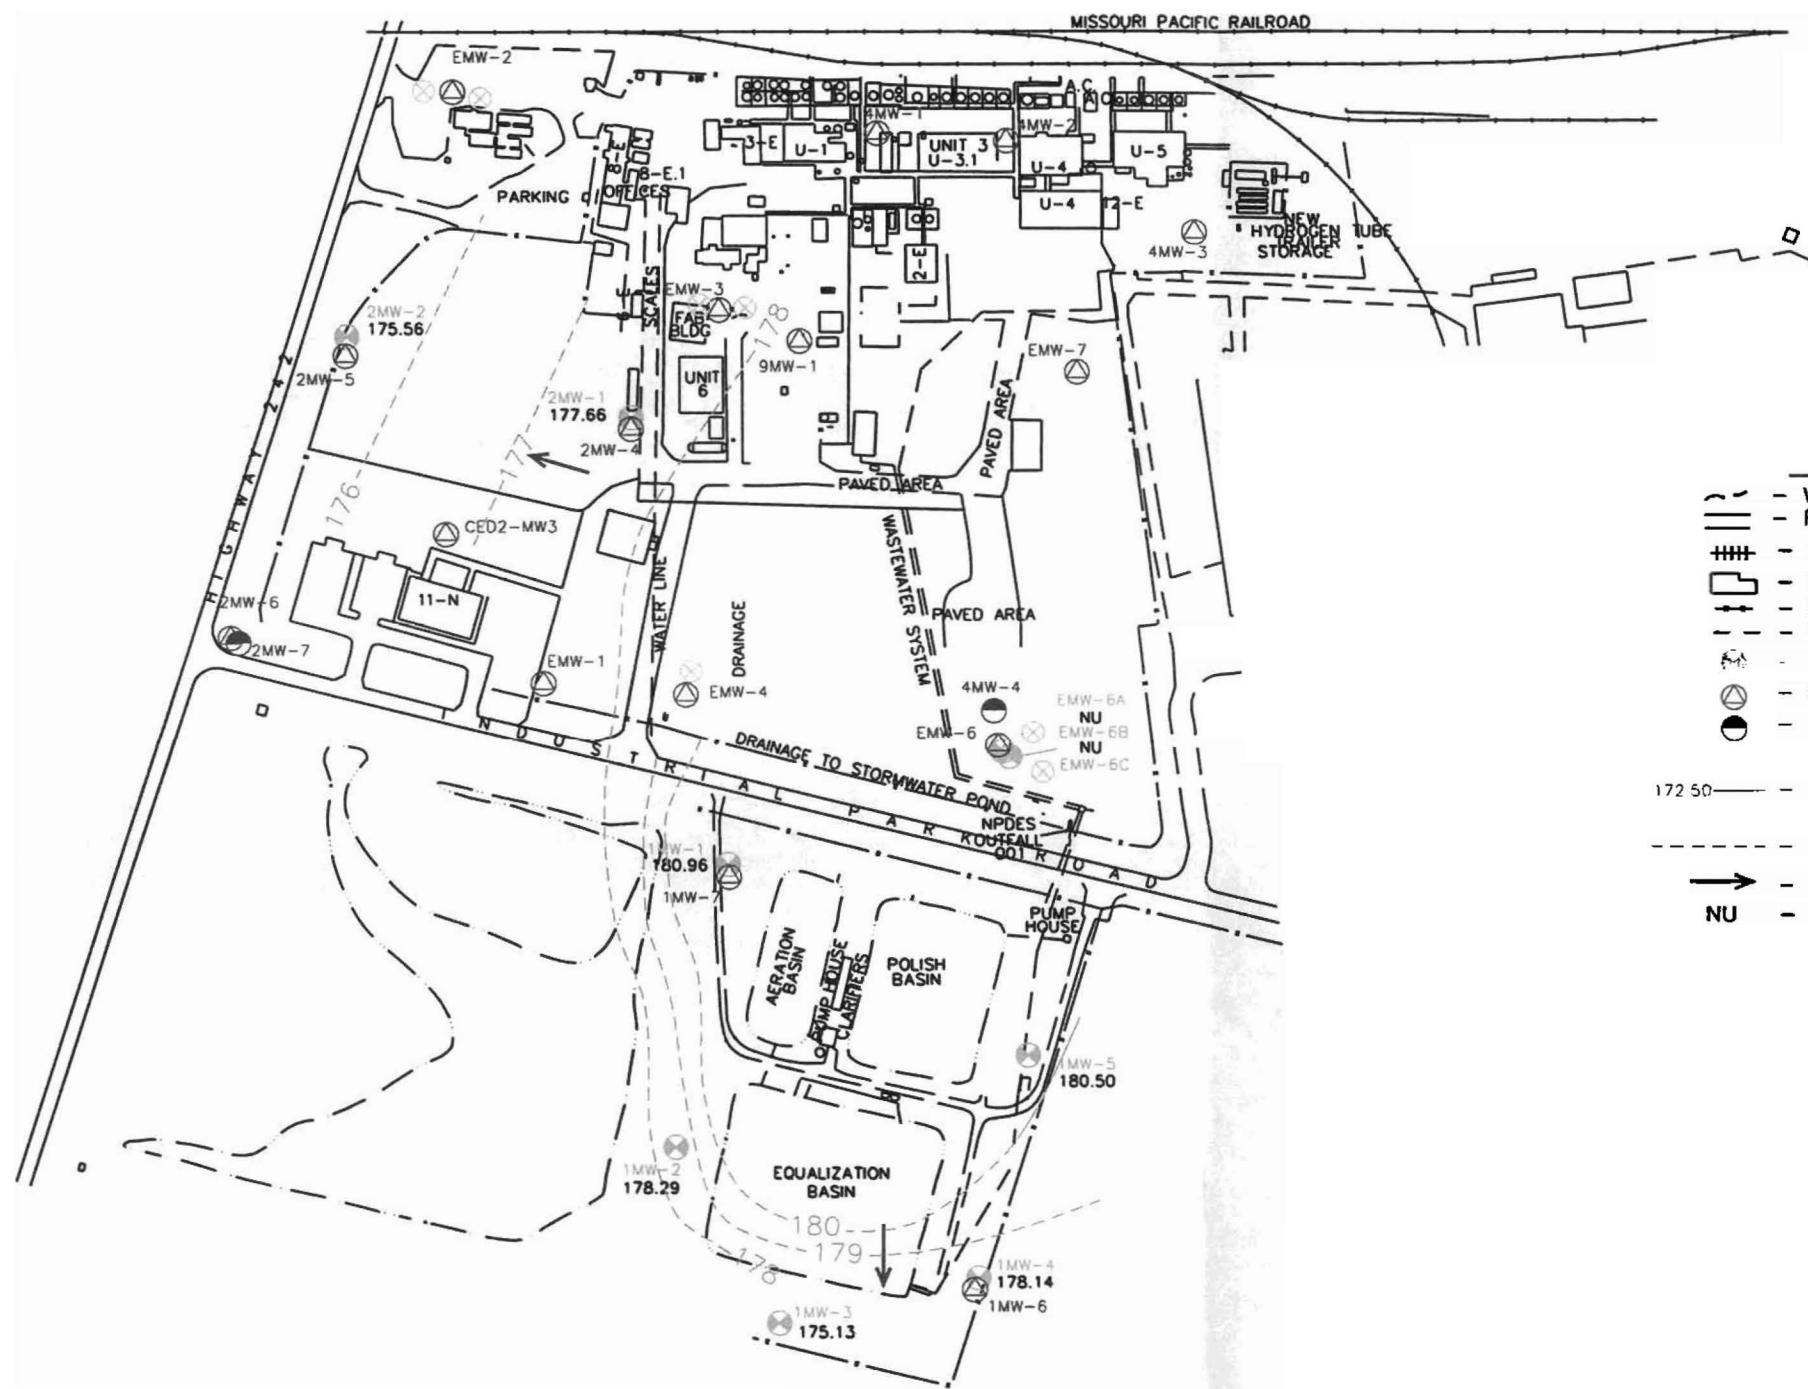 MISSOURI PACIFIC RAILROAD
EMW-2
A.C.
4MW-1
4MW-2
3-E
U-1
UNIT 3
U-3.1
U-4
U-5
8-E
8-E.1
OFFICES
PARKING
U-4
12-E
NEW
HYDROGEN TUBE
TRAILER
STORAGE
4MW-3
2-E
SCALES
EMW-3
FAB
BLDG
178
2MW-2
175.56
2MW-5
9MW-1
EMW-7
UNIT
6
2MW-1
177.66
2MW-4
HIGHWAY 242
177
176
PAVED AREA
PAVED AREA
CED2-MW3
WATER LINE
WASTEWATER SYSTEM
11-N
2MW-6
2MW-7
DRAINAGE
PAVED AREA
EMW-1
EMW-4
4MW-4
EMW-6A
NU
EMW-6
EMW-6B
NU
EMW-6C
DRAINAGE TO STORMWATER POND
INDUSTRIAL PARK ROAD
NPDES
OUTFALL
001
172.50
NU
1MW-1
180.96
1MW-7
PUMP
HOUSE
AERATION
BASIN
PUMP HOUSE
CLARIFIERS
POLISH
BASIN
1MW-5
180.50
1MW-2
178.29
EQUALIZATION
BASIN
180
179
178
1MW-4
178.14
1MW-6
1MW-3
175.13